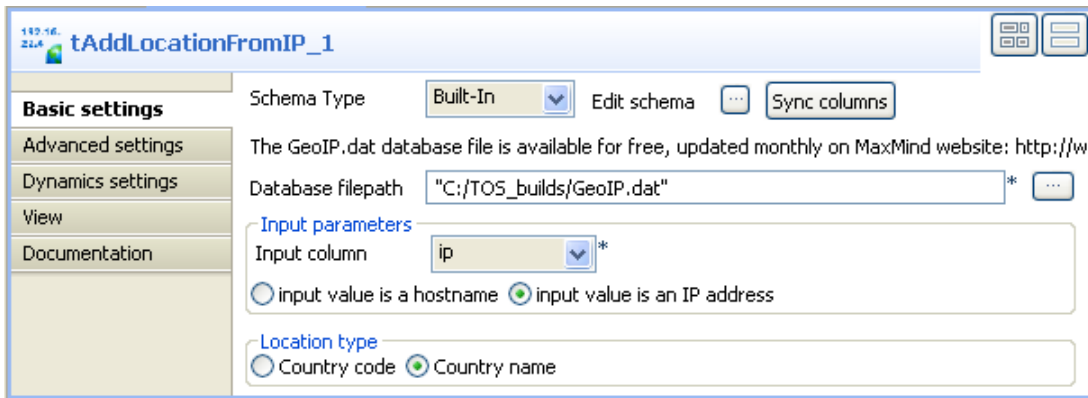 tAddLocationFromIP_1
Basic settings
Advanced settings
Dynamics settings
View
Documentation
Schema Type Built-In Edit schema ... Sync columns
The GeoIP.dat database file is available for free, updated monthly on MaxMind website: http://w
Database filepath "C:/TOS_builds/GeoIP.dat" * ...
Input parameters
Input column ip *
input value is a hostname input value is an IP address
Location type
Country code Country name